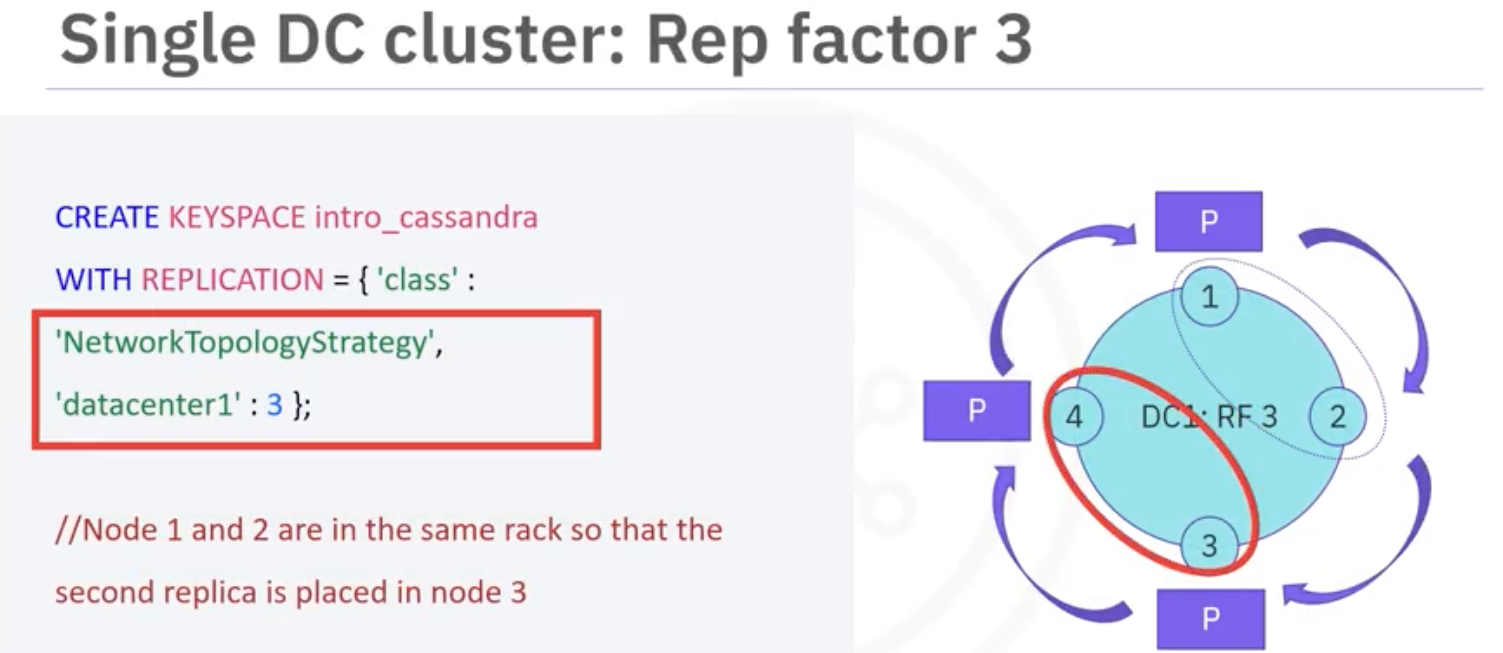 Single DC cluster: Rep factor 3
CREATE KEYSPACE intro_cassandra
WITH REPLICATION = { 'class' :
'NetworkTopologyStrategy',
'datacenter1' : 3 };
//Node 1 and 2 are in the same rack so that the
second replica is placed in node 3
P
1
P
4
DC1: RF 3
2
3
P